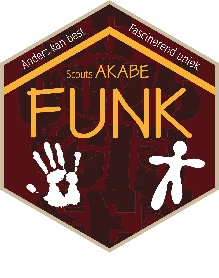 Anders kan best
Fascinerend uniek
Scouts AKABE
FUNK